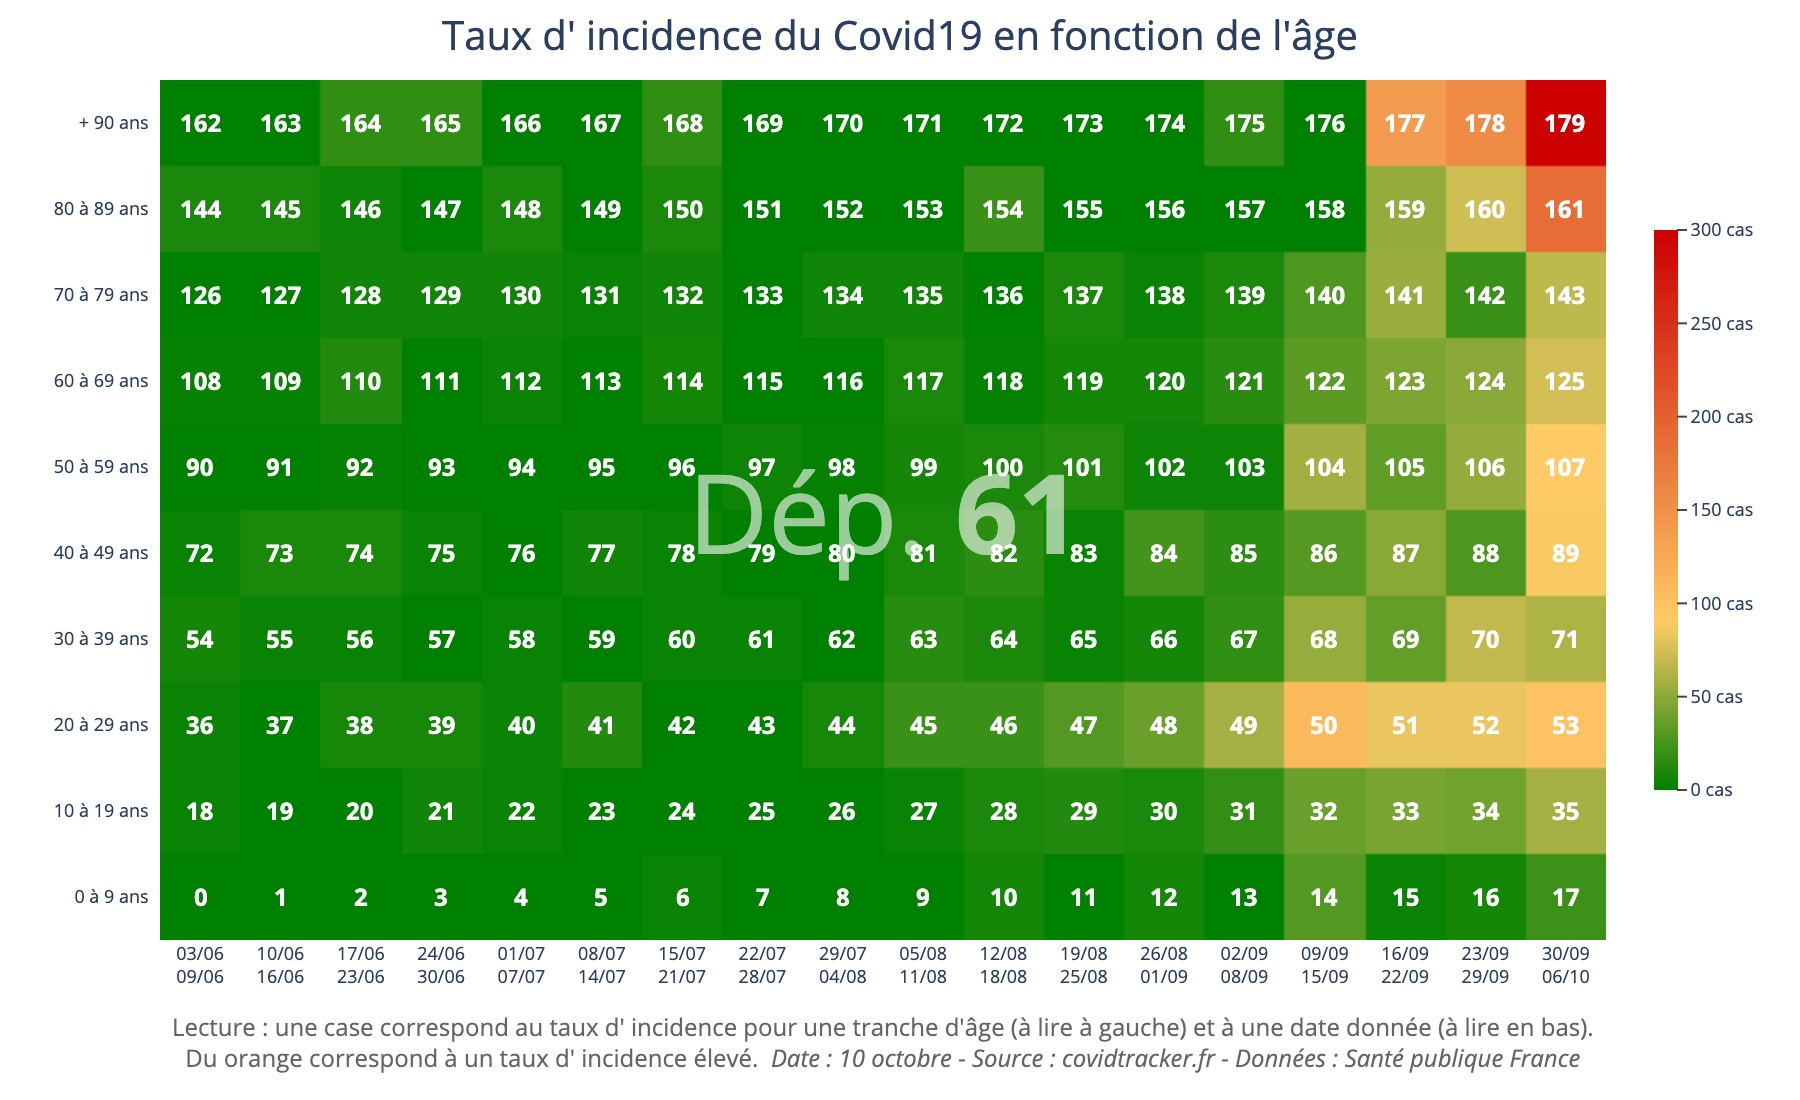 Taux d' incidence du Covid19 en fonction de l'âge
+ 90 ans 162 163 164 165 166 167 168 169 170 171 172 173 174 175 176 177 178 179
80 à 89 ans 144 145 146 147 148 149 150 151 152 153 154 155 156 157 158 159 160 161
300 cas
70 à 79 ans 126 127 128 129 130 131 132 133 134 135 136 137 138 139 140 141 142 143
250 cas
60 à 69 ans 108 109 110 111 112 113 114 115 116 117 118 119 120 121 122 123 124 125
200 cas
50 à 59 ans 90 91 92 93 94 95 96 97 98 99 100 101 102 103 104 105 106 107
Dép. 61
150 cas
40 à 49 ans 72 73 74 75 76 77 78 79 80 81 82 83 84 85 86 87 88 89
100 cas
30 à 39 ans 54 55 56 57 58 59 60 61 62 63 64 65 66 67 68 69 70 71
50 cas
20 à 29 ans 36 37 38 39 40 41 42 43 44 45 46 47 48 49 50 51 52 53
0 cas
10 à 19 ans 18 19 20 21 22 23 24 25 26 27 28 29 30 31 32 33 34 35
0 à 9 ans 0 1 2 3 4 5 6 7 8 9 10 11 12 13 14 15 16 17
03/06 10/06 17/06 24/06 01/07 08/07 15/07 22/07 29/07 05/08 12/08 19/08 26/08 02/09 09/09 16/09 23/09 30/09
09/06 16/06 23/06 30/06 07/07 14/07 21/07 28/07 04/08 11/08 18/08 25/08 01/09 08/09 15/09 22/09 29/09 06/10
Lecture : une case correspond au taux d' incidence pour une tranche d'âge (à lire à gauche) et à une date donnée (à lire en bas).
Du orange correspond à un taux d' incidence élevé. Date : 10 octobre - Source : covidtracker.fr - Données : Santé publique France